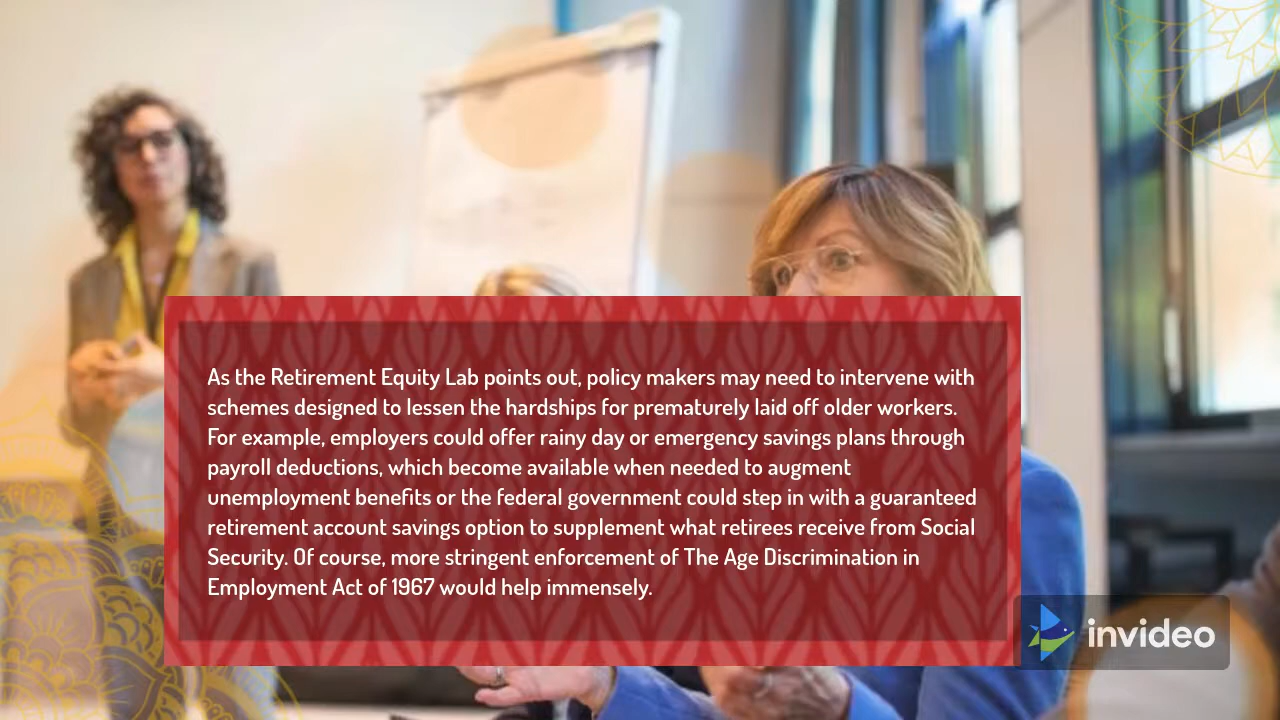 As the Retirement Equity Lab points out, policy makers may need to intervene with
schemes designed to lessen the hardships for prematurely laid off older workers.
For example, employers could offer rainy day or emergency savings plans through
payroll deductions, which become available when needed to augment
unemployment benefits or the federal government could step in with a guaranteed
retirement account savings option to supplement what retirees receive from Social
Security. Of course, more stringent enforcement of The Age Discrimination in
Employment Act of 1967 would help immensely.
invideo